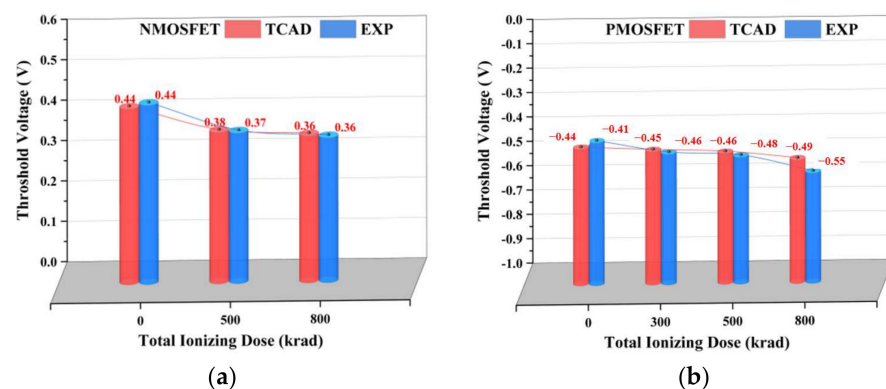 NMOSFET TCAD EXP
Throshold Voltage (V)
0.6
0.5
0.4
0.3
0.2
0.1
0.0
0.44 0.44
0.38 0.37
0.36 0.36
0 500 800
Total Ionizing Dose (krad)
(a)
PMOSFET TCAD EXP
Throshold Voltage (V)
0.0
-0.1
-0.2
-0.3
-0.4
-0.5
-0.6
-0.7
-0.8
-0.9
-1.0
−0.44 −0.41
−0.45 −0.46
−0.46 −0.48
−0.49 −0.55
0 300 500 800
Total Ionizing Dose (krad)
(b)